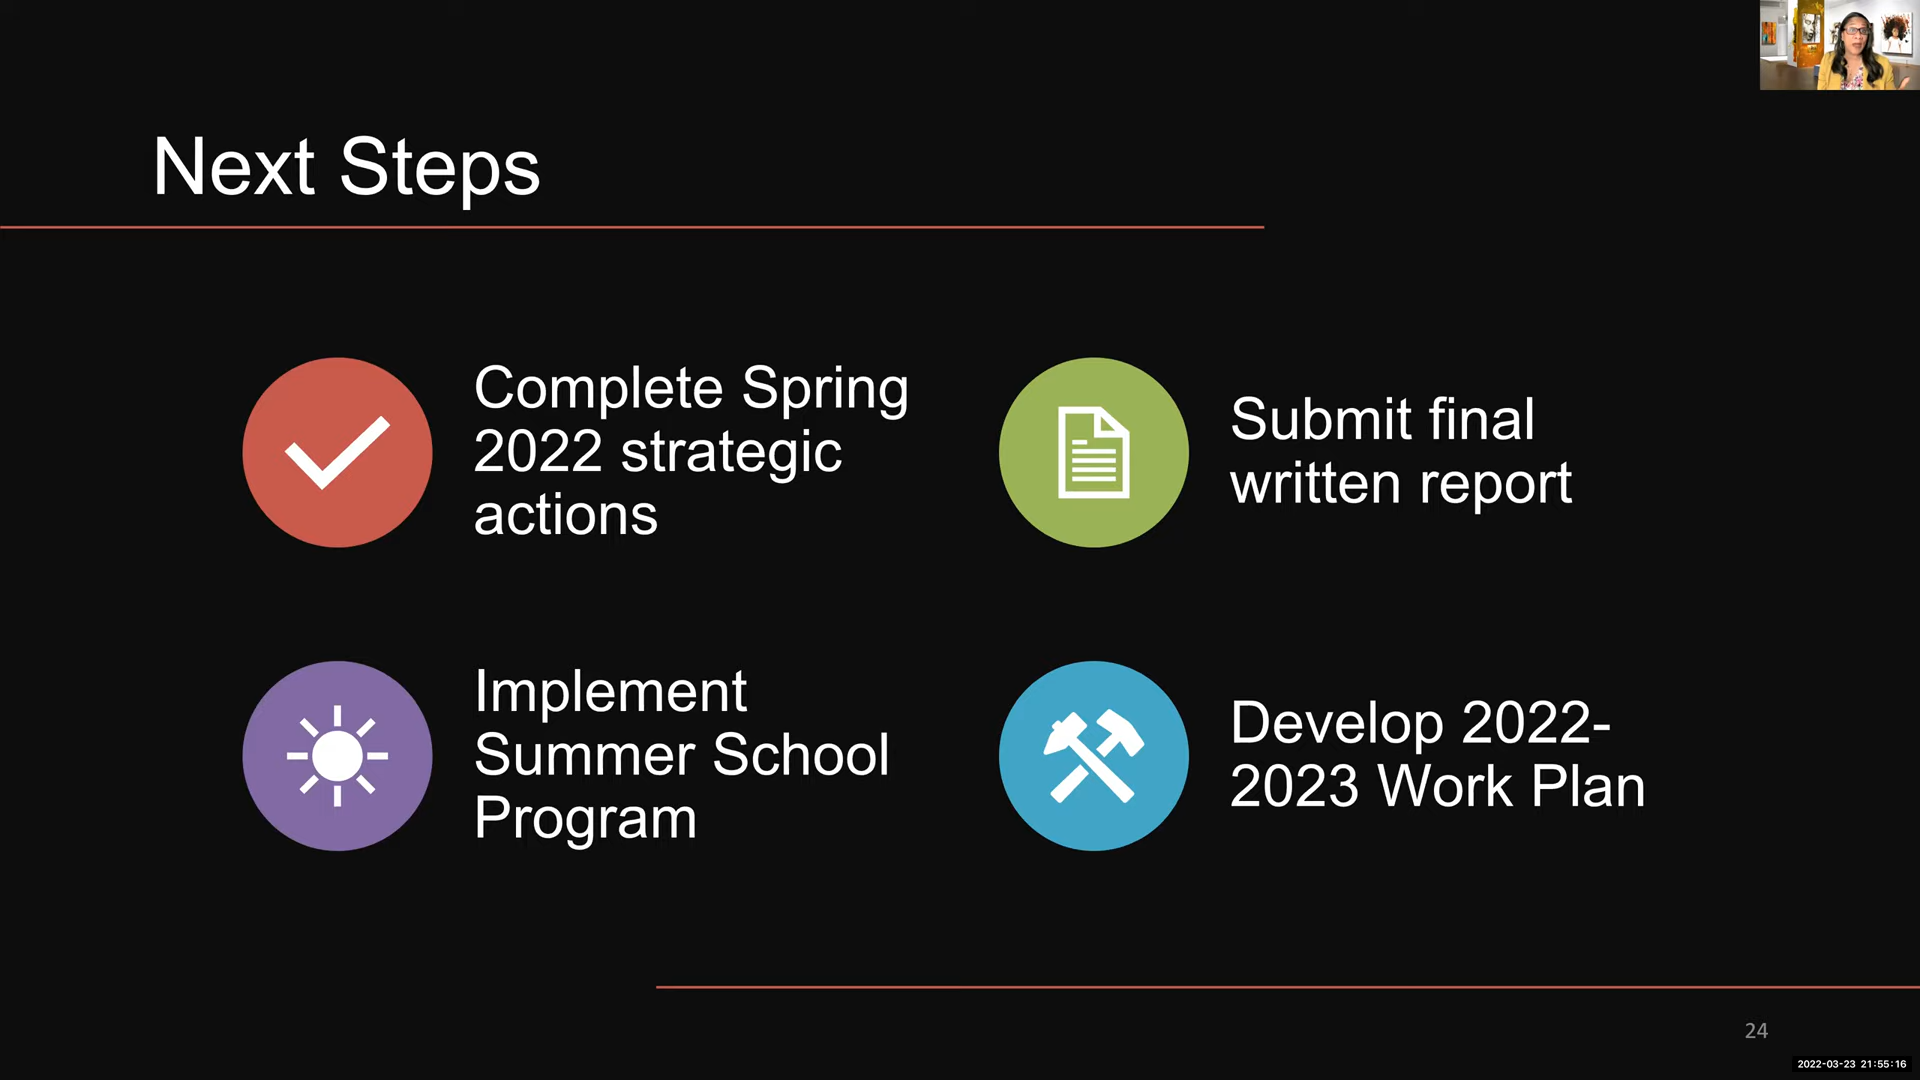 Next Steps
Complete Spring
2022 strategic
actions
Submit final
written report
Implement
Summer School
Program
Develop 2022-
2023 Work Plan
24
2022-03-23 21:55:16